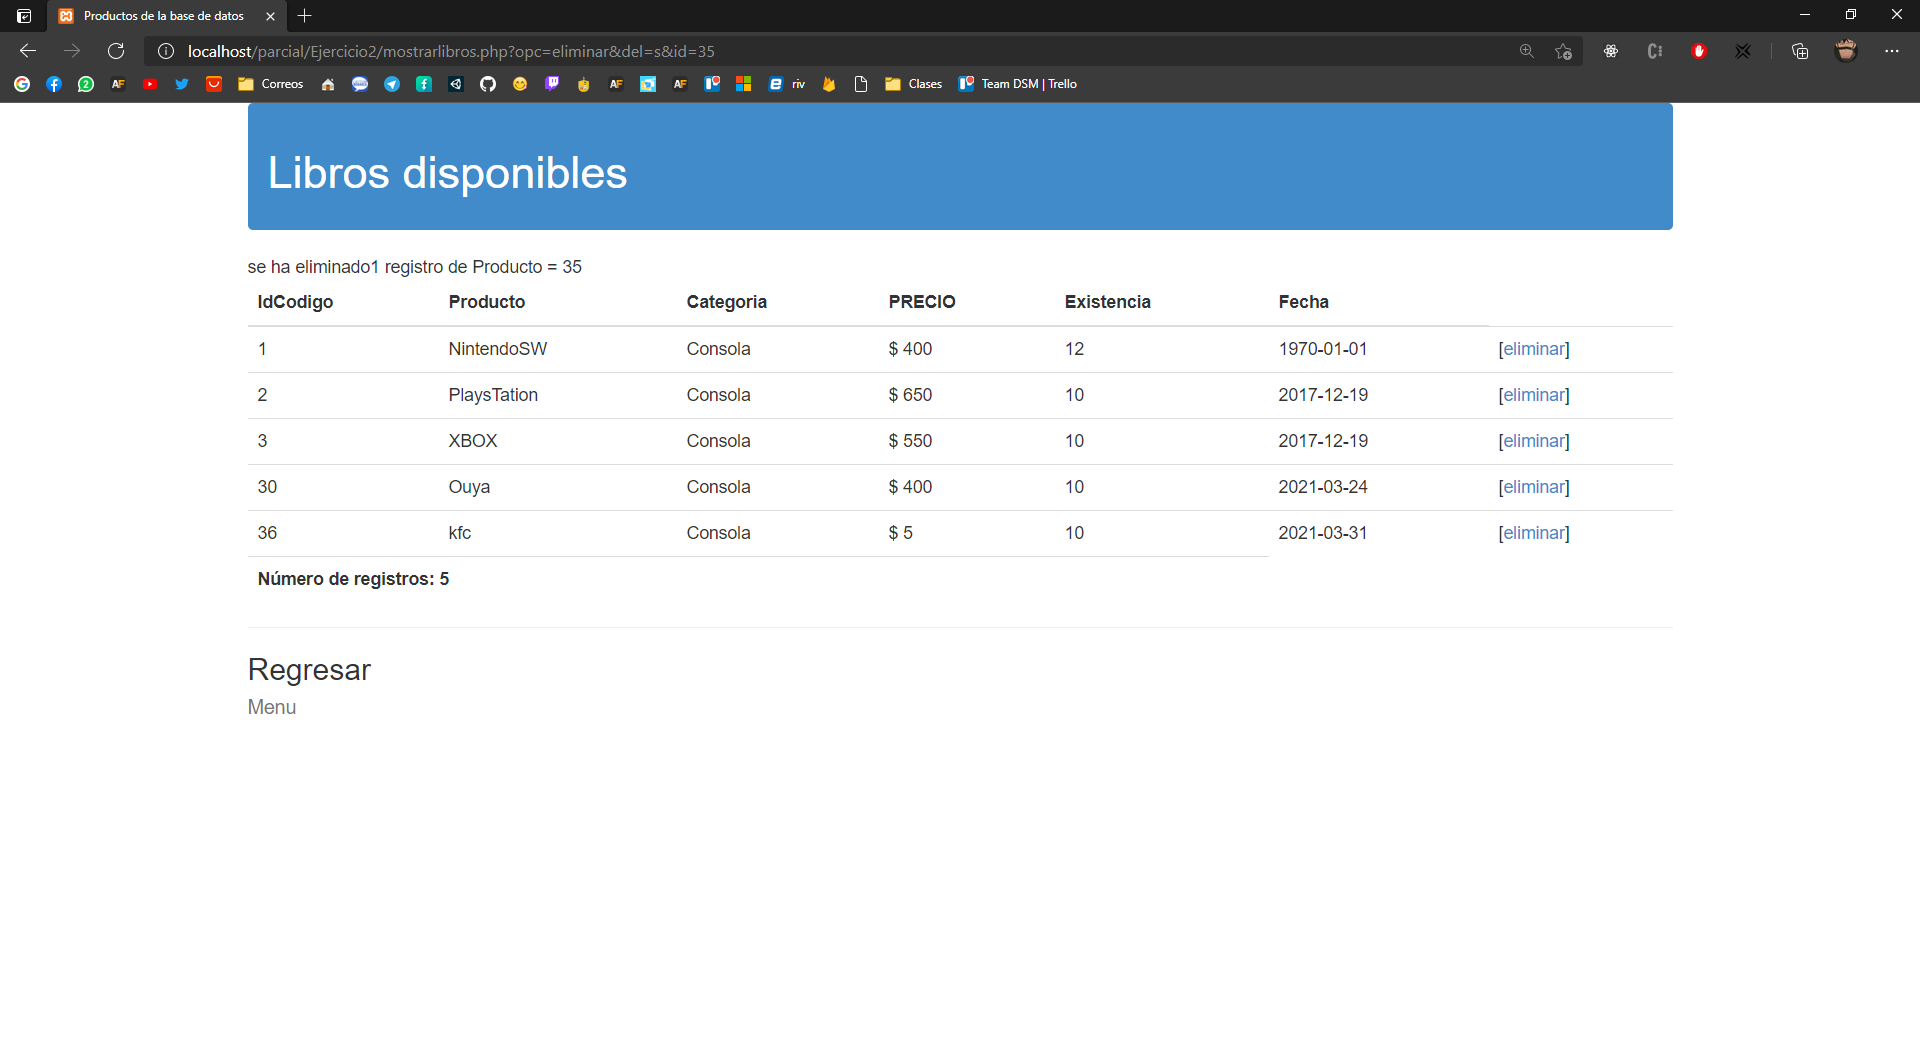 Productos de la base de datos
localhost/parcial/Ejercicio2/mostrarlibros.php?opc=eliminar&del=s&id=35
Correos riv Clases Team DSM | Trello
Libros disponibles
se ha eliminado1 registro de Producto = 35
IdCodigo Producto Categoria PRECIO Existencia Fecha
1 NintendoSW Consola $ 400 12 1970-01-01 [eliminar]
2 PlaysTation Consola $ 650 10 2017-12-19 [eliminar]
3 XBOX Consola $ 550 10 2017-12-19 [eliminar]
30 Ouya Consola $ 400 10 2021-03-24 [eliminar]
36 kfc Consola $ 5 10 2021-03-31 [eliminar]
Número de registros: 5
Regresar
Menu